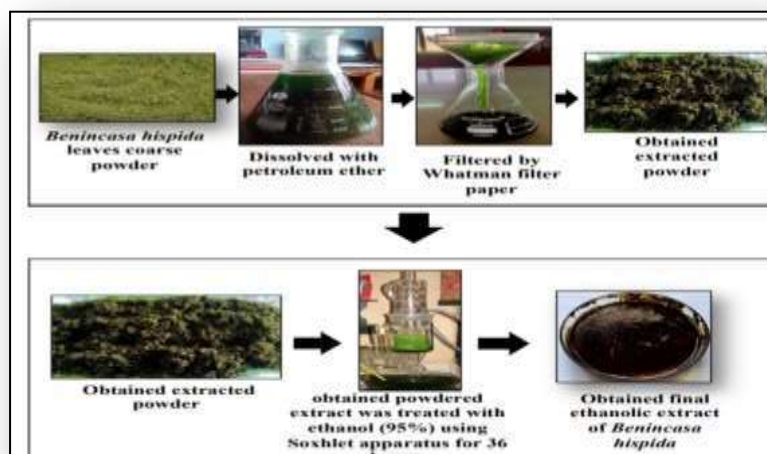 Benincasa hispida
leaves coarse
powder
Dissolved with
petroleum ether
Filtered by
Whatman filter
paper
Obtained
extracted
powder
Obtained extracted
powder
obtained powdered
extract was treated with
ethanol (95%) using
Soxhlet apparatus for 36
Obtained final
ethanolic extract
of Benincasa
hispida